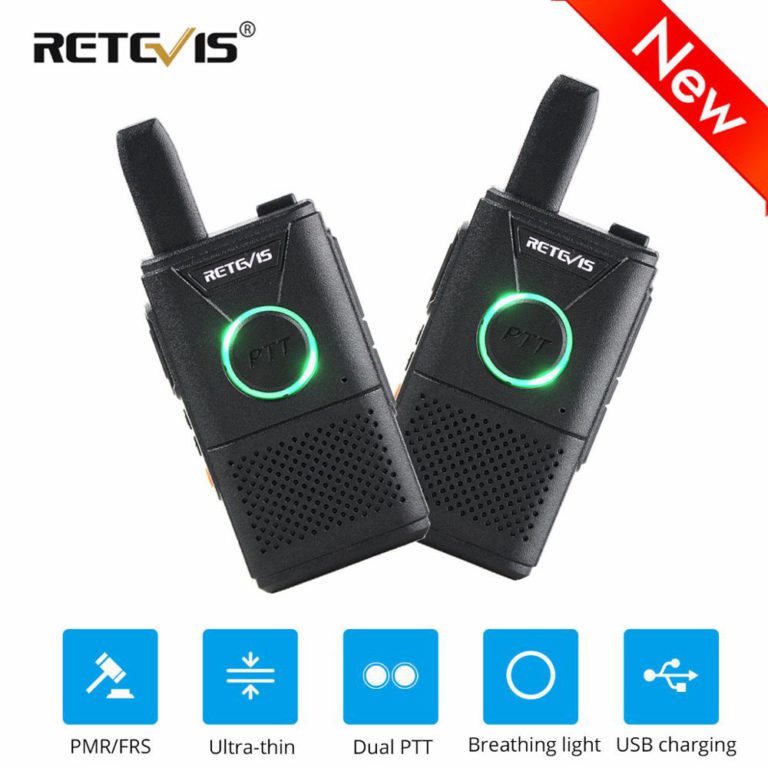 RETEVIS®
New
RETEVIS
PTT
RETEVIS
PTT
PMR/FRS
Ultra-thin
Dual PTT
Breathing light
USB charging